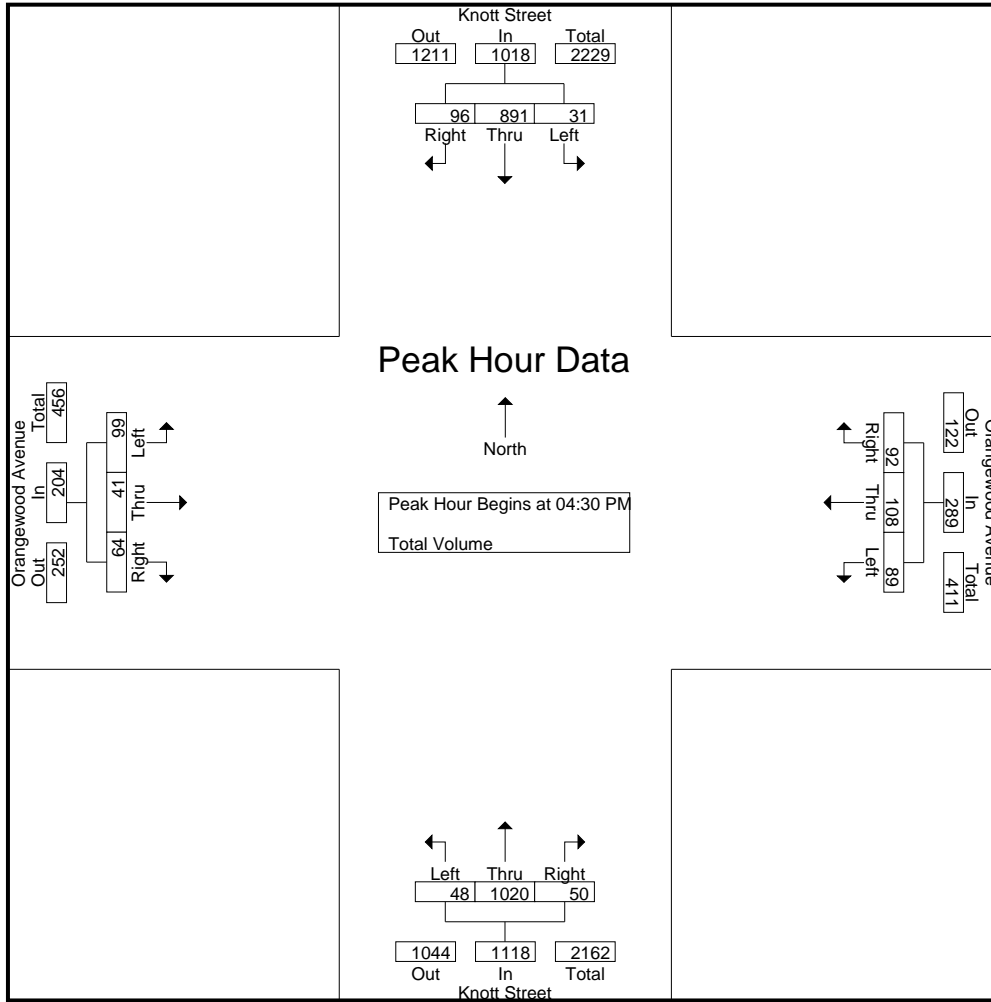 Knott Street
Out In Total
1211 1018 2229
96 891 31
Right Thru Left
Peak Hour Data
North
Peak Hour Begins at 04:30 PM
Total Volume
Orangewood Avenue
Total In Out
456 204 252
99 41 64
Left Thru Right
Orangewood Avenue
Out In Total
122 289 411
92 108 89
Right Thru Left
Left Thru Right
48 1020 50
1044 1118 2162
Out In Total
Knott Street